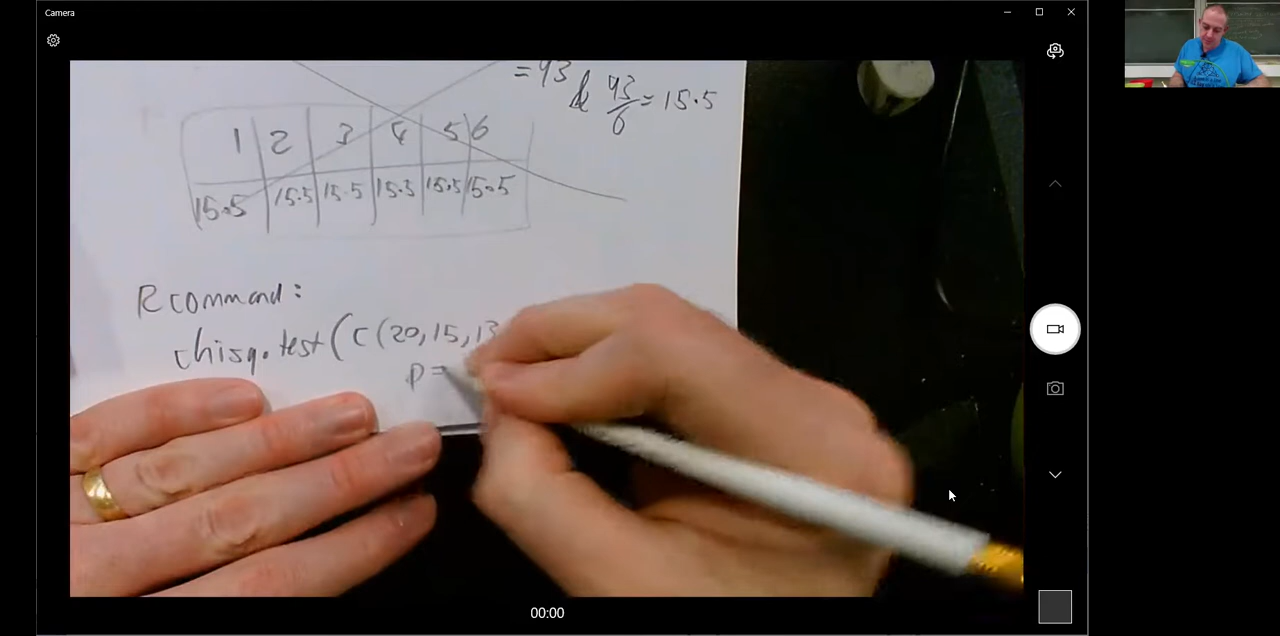 Camera
= 93
& 93/6 = 15.5
1 2 3 4 5 6
15.5 15.5 15.5 15.5 15.5 15.5
R command:
chisq.test(c(20,15,13
p=
00:00